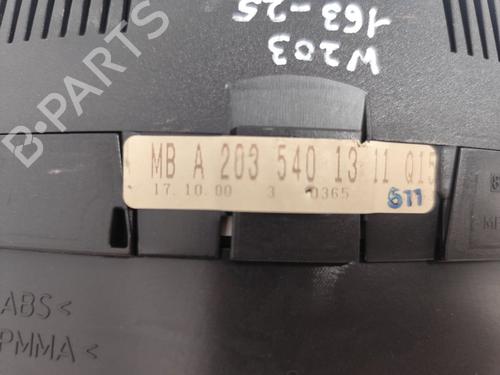 B-PARTS
W203
163-25
MB A 203 540 13 11 Q15
17.10.00 3 0365 611
ABS<
PMMA<